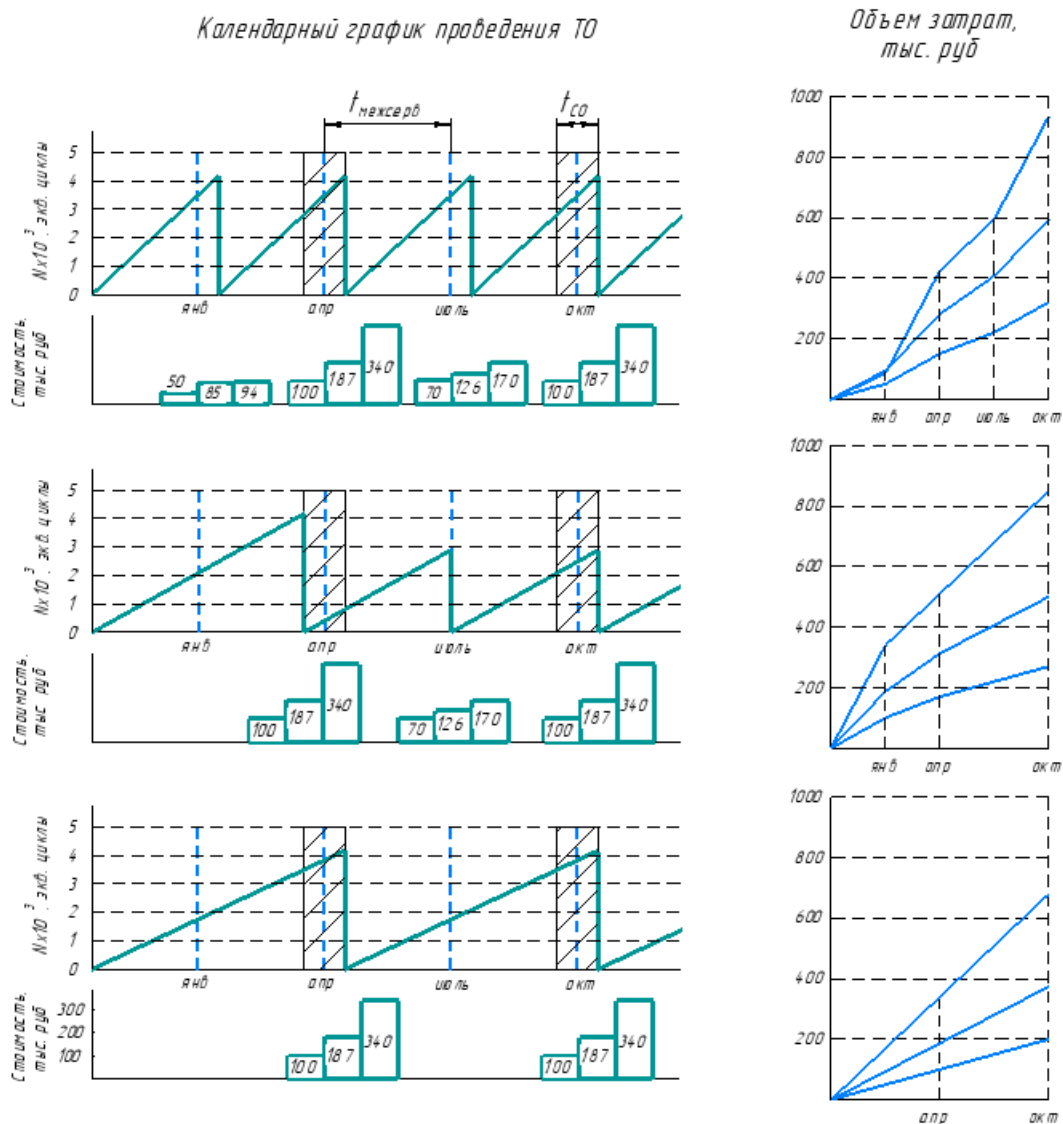 Календарный график проведения ТО
Объем затрат,
тыс. руб
tмежсерв
tСО
Nx10³, экв. циклы
5
4
3
2
1
0
янв
апр
июль
окт
Стоимость,
тыс. руб
50
85
94
100
187
340
70
126
170
100
187
340
1000
800
600
400
200
янв
апр
июль
окт
Nx10³, экв. циклы
5
4
3
2
1
0
янв
апр
июль
окт
Стоимость,
тыс. руб
100
187
340
70
126
170
100
187
340
1000
800
600
400
200
янв
апр
окт
Nx10³, экв. циклы
5
4
3
2
1
0
янв
апр
июль
окт
Стоимость,
тыс. руб
300
200
100
100
187
340
100
187
340
1000
800
600
400
200
апр
окт